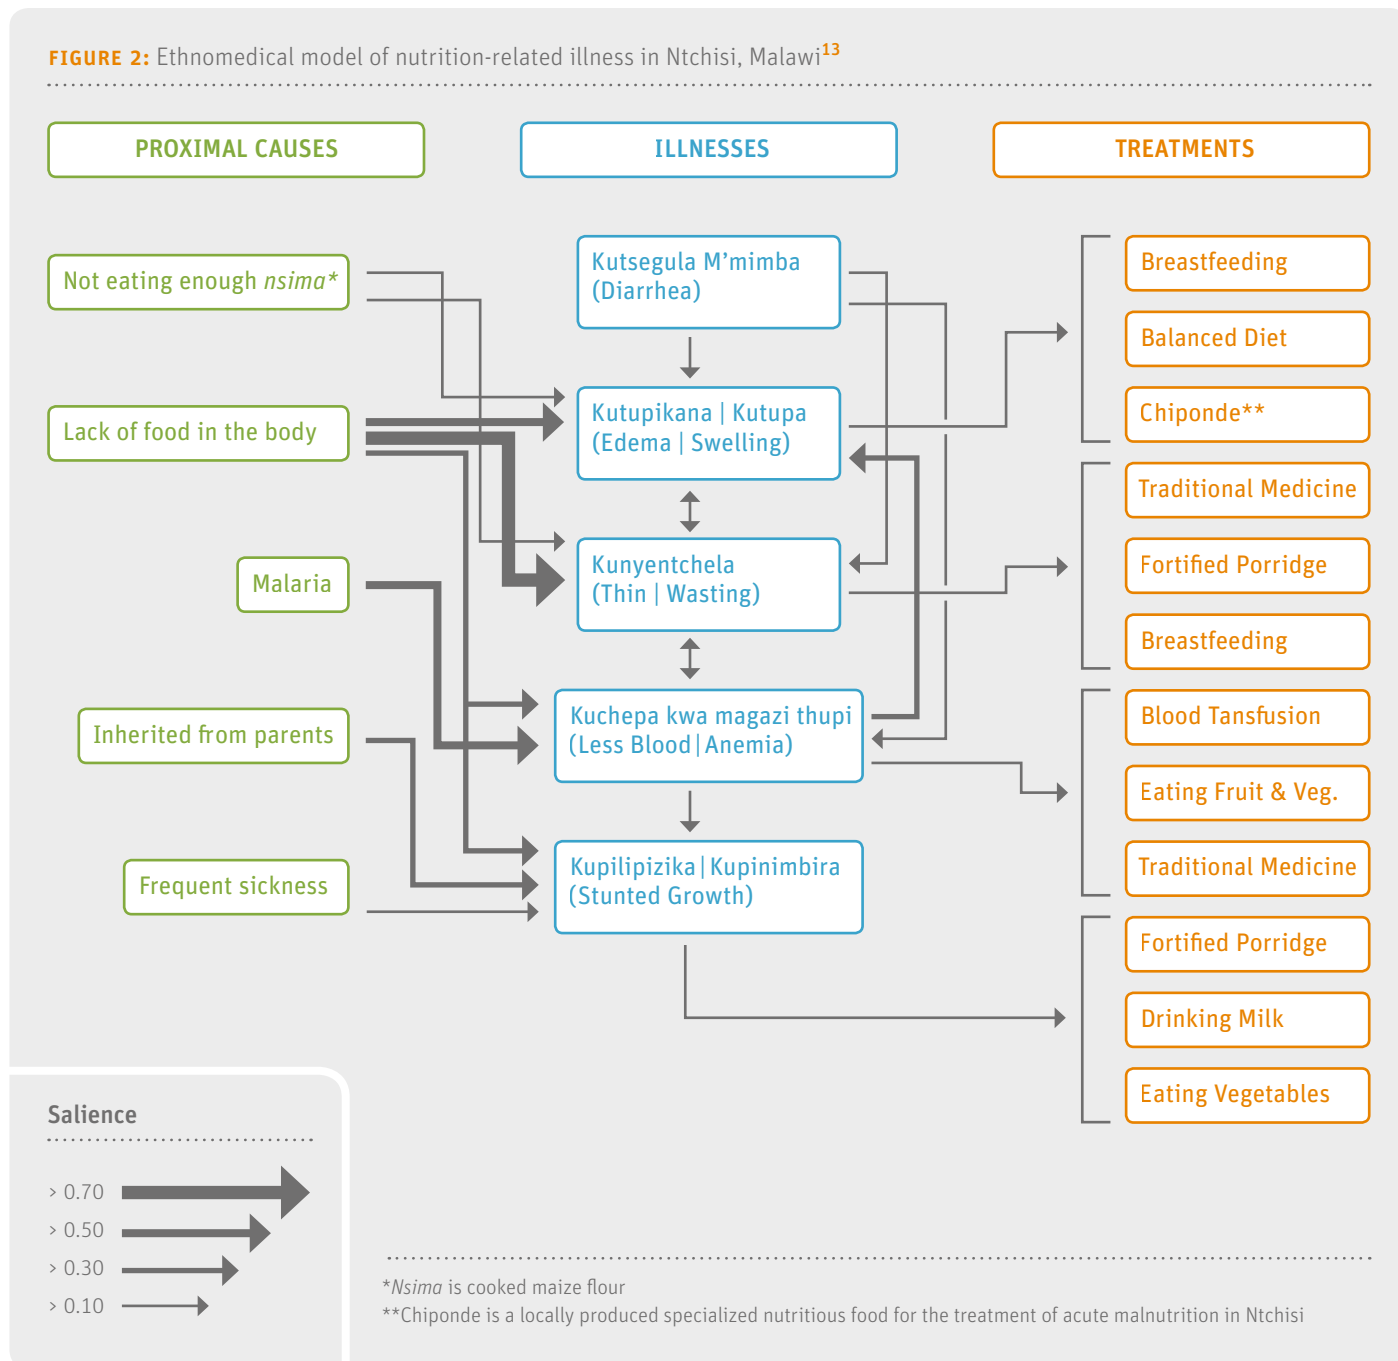 FIGURE 2: Ethnomedical model of nutrition-related illness in Ntchisi, Malawi13
PROXIMAL CAUSES
ILLNESSES
TREATMENTS
Not eating enough nsima*
Lack of food in the body
Malaria
Inherited from parents
Frequent sickness
Kutsegula M’mimba
(Diarrhea)
Kutupikana | Kutupa
(Edema | Swelling)
Kunyentchela
(Thin | Wasting)
Kuchepa kwa magazi thupi
(Less Blood | Anemia)
Kupilipizika | Kupinimbira
(Stunted Growth)
Breastfeeding
Balanced Diet
Chiponde**
Traditional Medicine
Fortified Porridge
Breastfeeding
Blood Tansfusion
Eating Fruit & Veg.
Traditional Medicine
Fortified Porridge
Drinking Milk
Eating Vegetables
Salience
> 0.70
> 0.50
> 0.30
> 0.10
*Nsima is cooked maize flour
**Chiponde is a locally produced specialized nutritious food for the treatment of acute malnutrition in Ntchisi